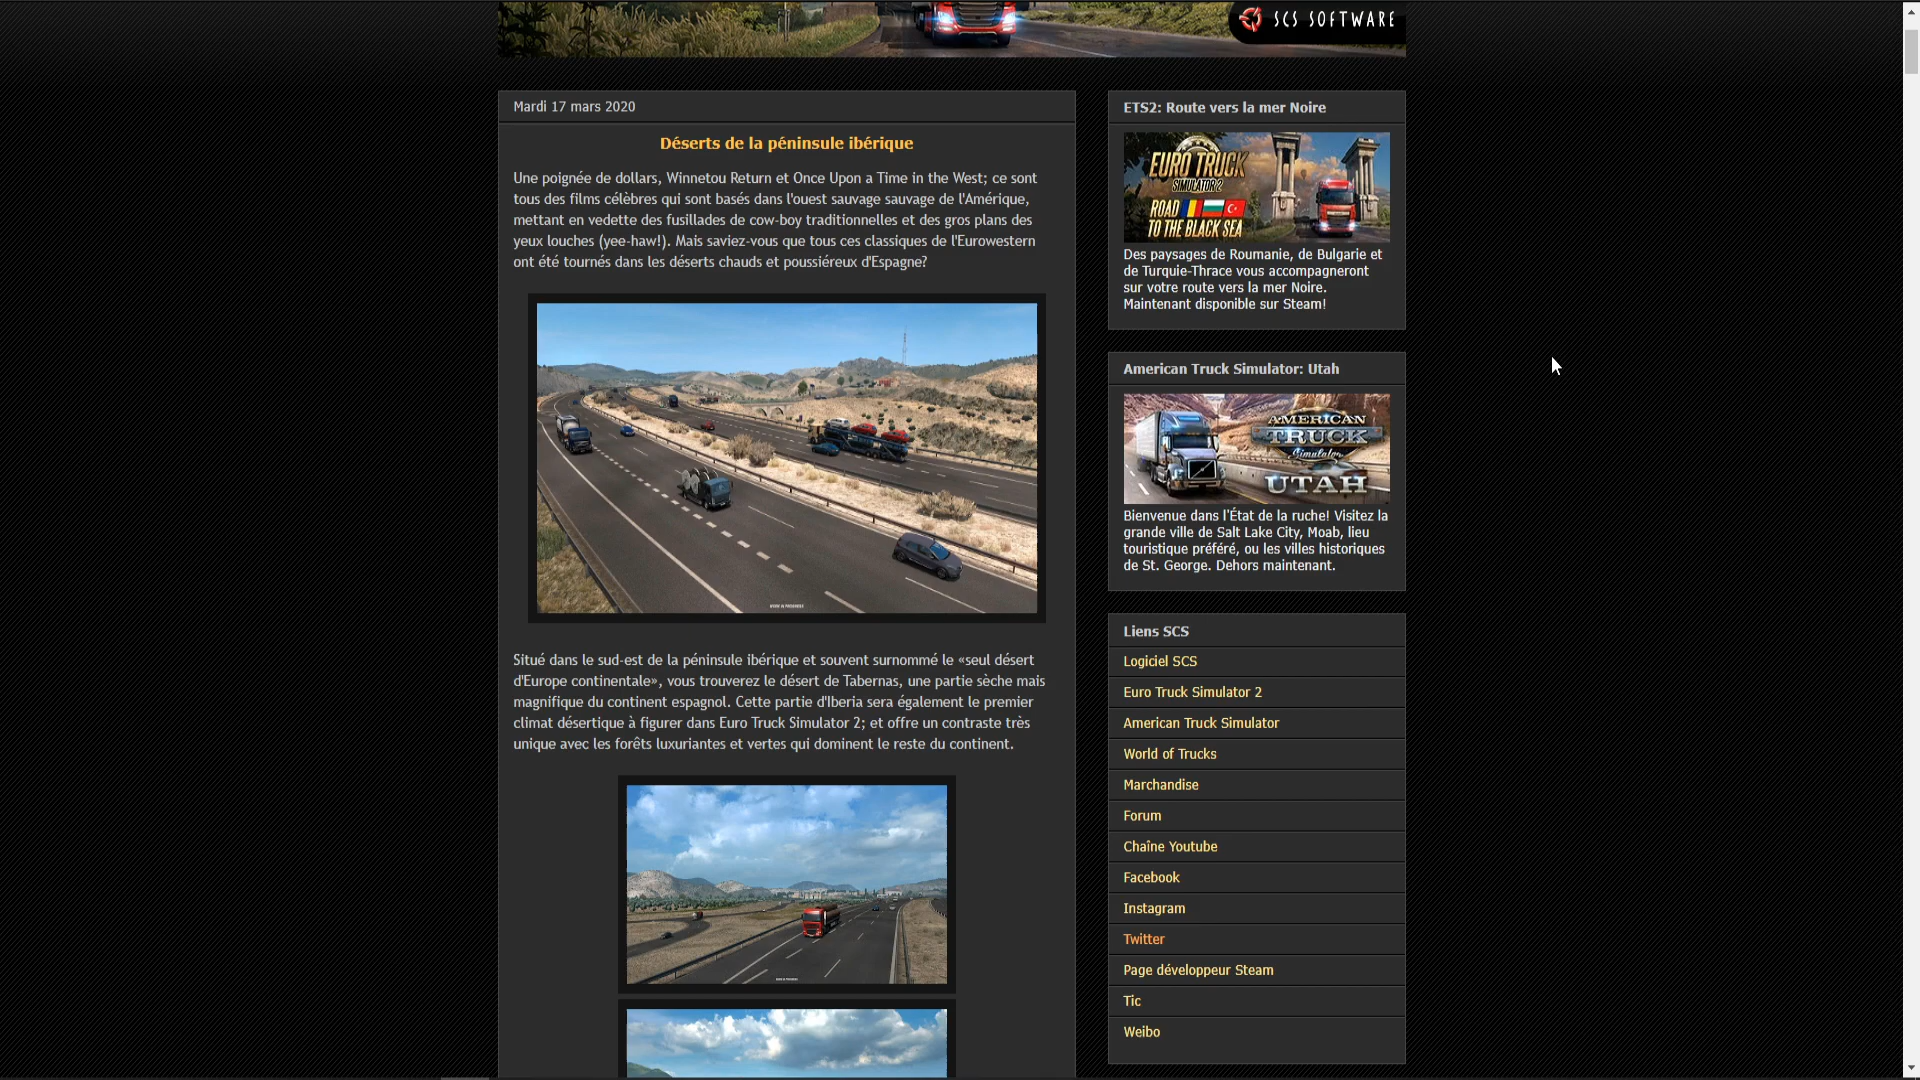 SCS SOFTWARE
Mardi 17 mars 2020
Déserts de la péninsule ibérique
Une poignée de dollars, Winnetou Return et Once Upon a Time in the West; ce sont
tous des films célèbres qui sont basés dans l'ouest sauvage sauvage de l'Amérique,
mettant en vedette des fusillades de cow-boy traditionnelles et des gros plans des
yeux louches (yee-haw!). Mais saviez-vous que tous ces classiques de l'Eurowestern
ont été tournés dans les déserts chauds et poussiéreux d'Espagne?
WORK IN PROGRESS
Situé dans le sud-est de la péninsule ibérique et souvent surnommé le «seul désert
d'Europe continentale», vous trouverez le désert de Tabernas, une partie sèche mais
magnifique du continent espagnol. Cette partie d'Iberia sera également le premier
climat désertique à figurer dans Euro Truck Simulator 2; et offre un contraste très
unique avec les forêts luxuriantes et vertes qui dominent le reste du continent.
ETS2: Route vers la mer Noire
EURO TRUCK
SIMULATOR 2
ROAD
TO THE BLACK SEA
Des paysages de Roumanie, de Bulgarie et
de Turquie-Thrace vous accompagneront
sur votre route vers la mer Noire.
Maintenant disponible sur Steam!
American Truck Simulator: Utah
AMERICAN
TRUCK
Simulator
UTAH
Bienvenue dans l'État de la ruche! Visitez la
grande ville de Salt Lake City, Moab, lieu
touristique préféré, ou les villes historiques
de St. George. Dehors maintenant.
Liens SCS
Logiciel SCS
Euro Truck Simulator 2
American Truck Simulator
World of Trucks
Marchandise
Forum
Chaîne Youtube
Facebook
Instagram
Twitter
Page développeur Steam
Tic
Weibo